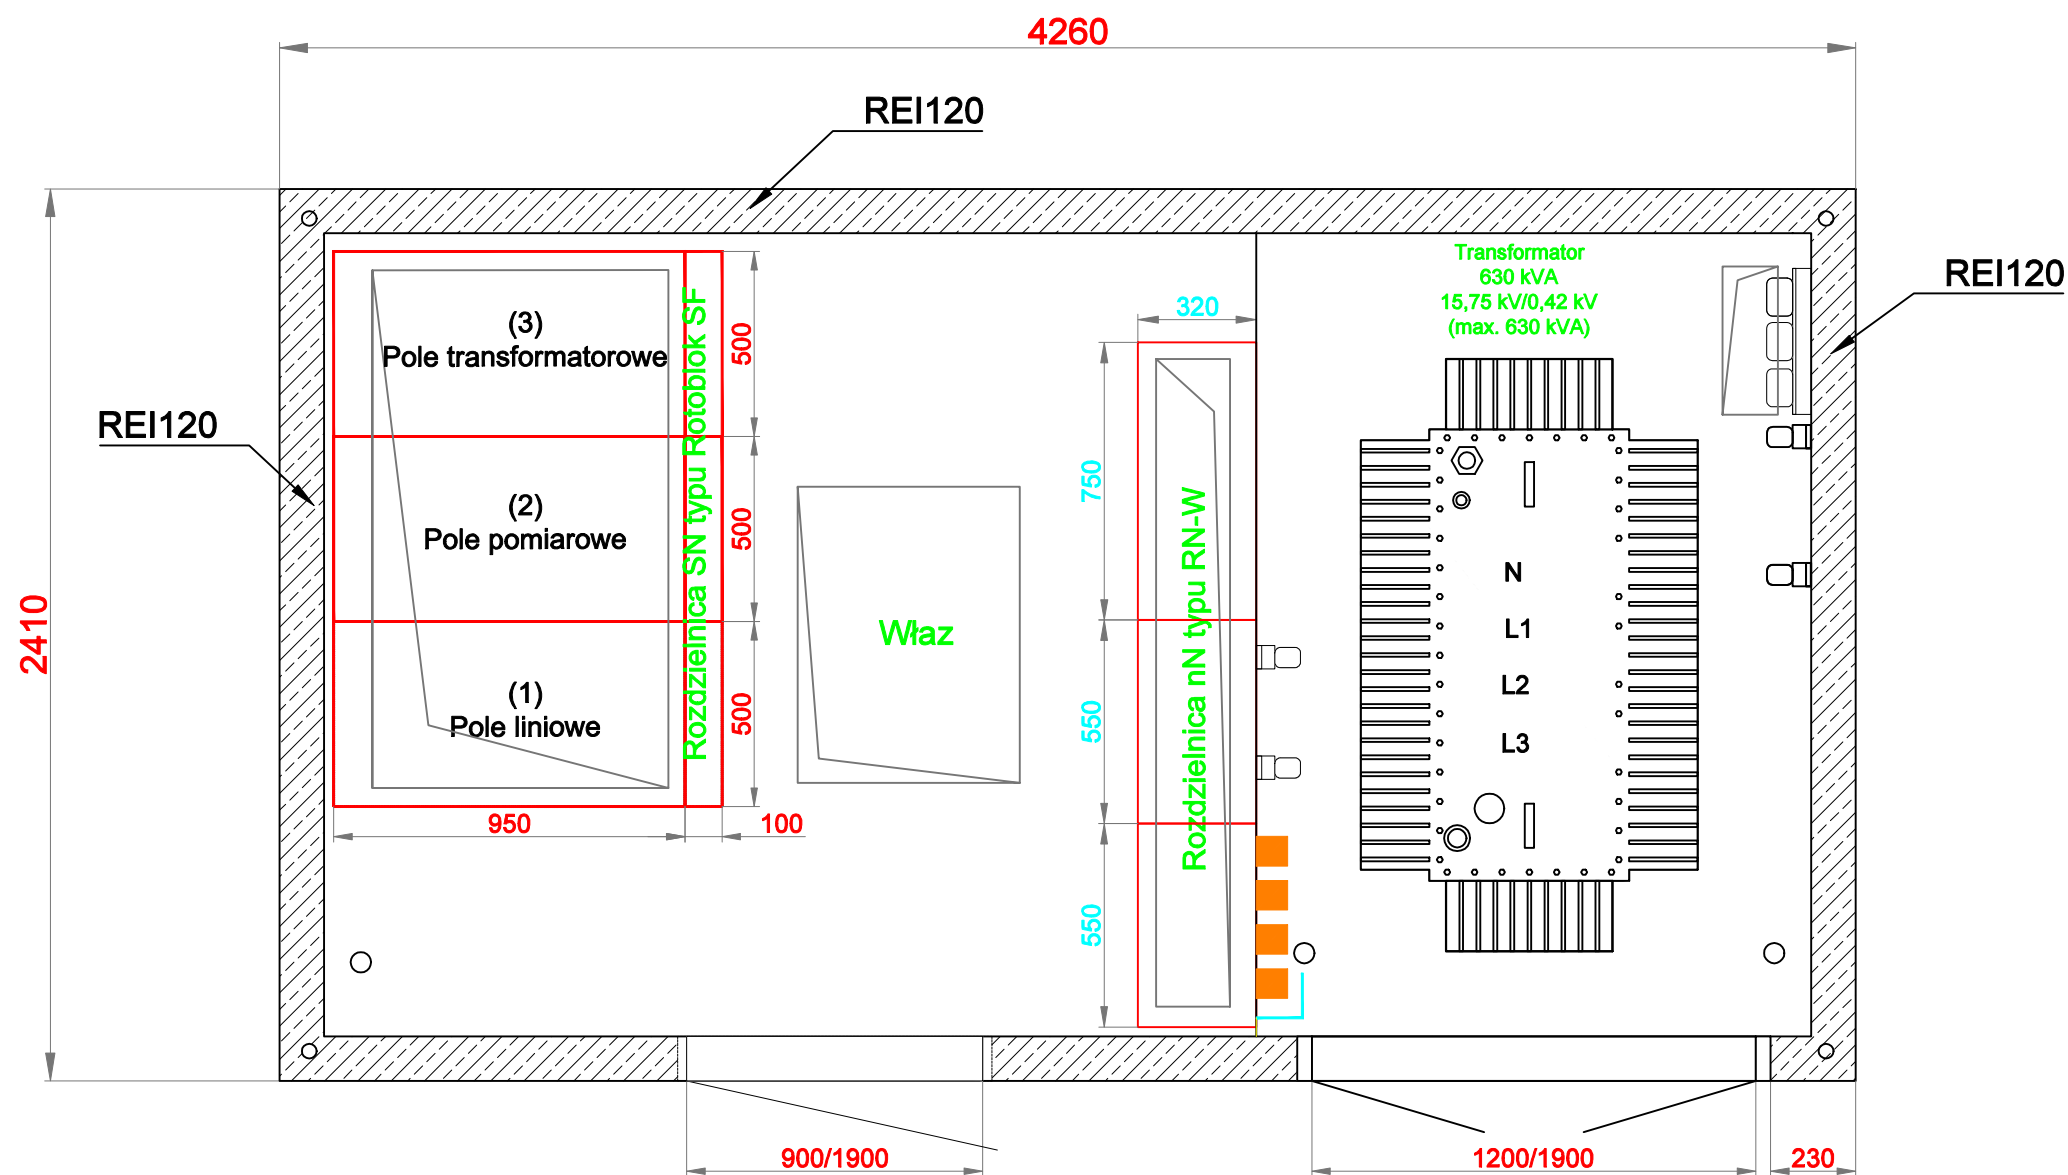 4260
REI120
REI120
REI120
2410
Transformator
630 kVA
15,75 kV/0,42 kV
(max. 630 kVA)
320
(3)
Pole transformatorowe
(2)
Pole pomiarowe
(1)
Pole liniowe
Rozdzielnica SN typu Rotoblok SF
500
500
500
950
100
Właz
750
550
550
Rozdzielnica nN typu RN-W
N
L1
L2
L3
900/1900
1200/1900
230